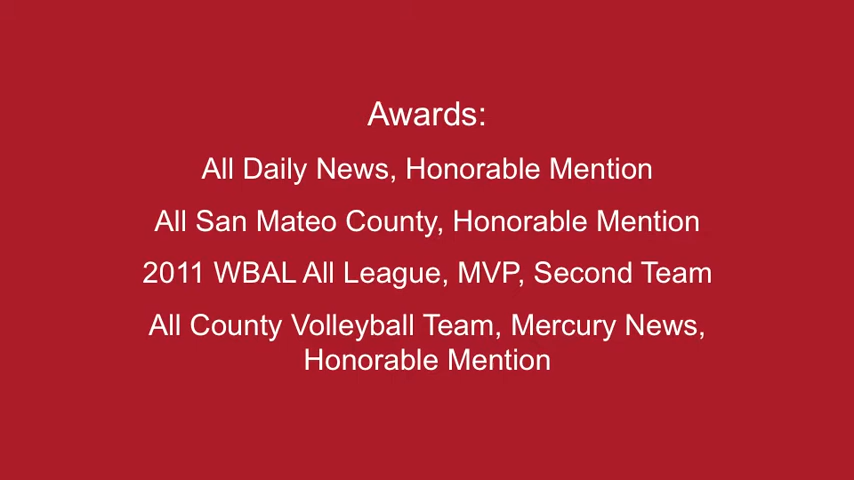 Awards:
All Daily News, Honorable Mention
All San Mateo County, Honorable Mention
2011 WBAL All League, MVP, Second Team
All County Volleyball Team, Mercury News,
Honorable Mention